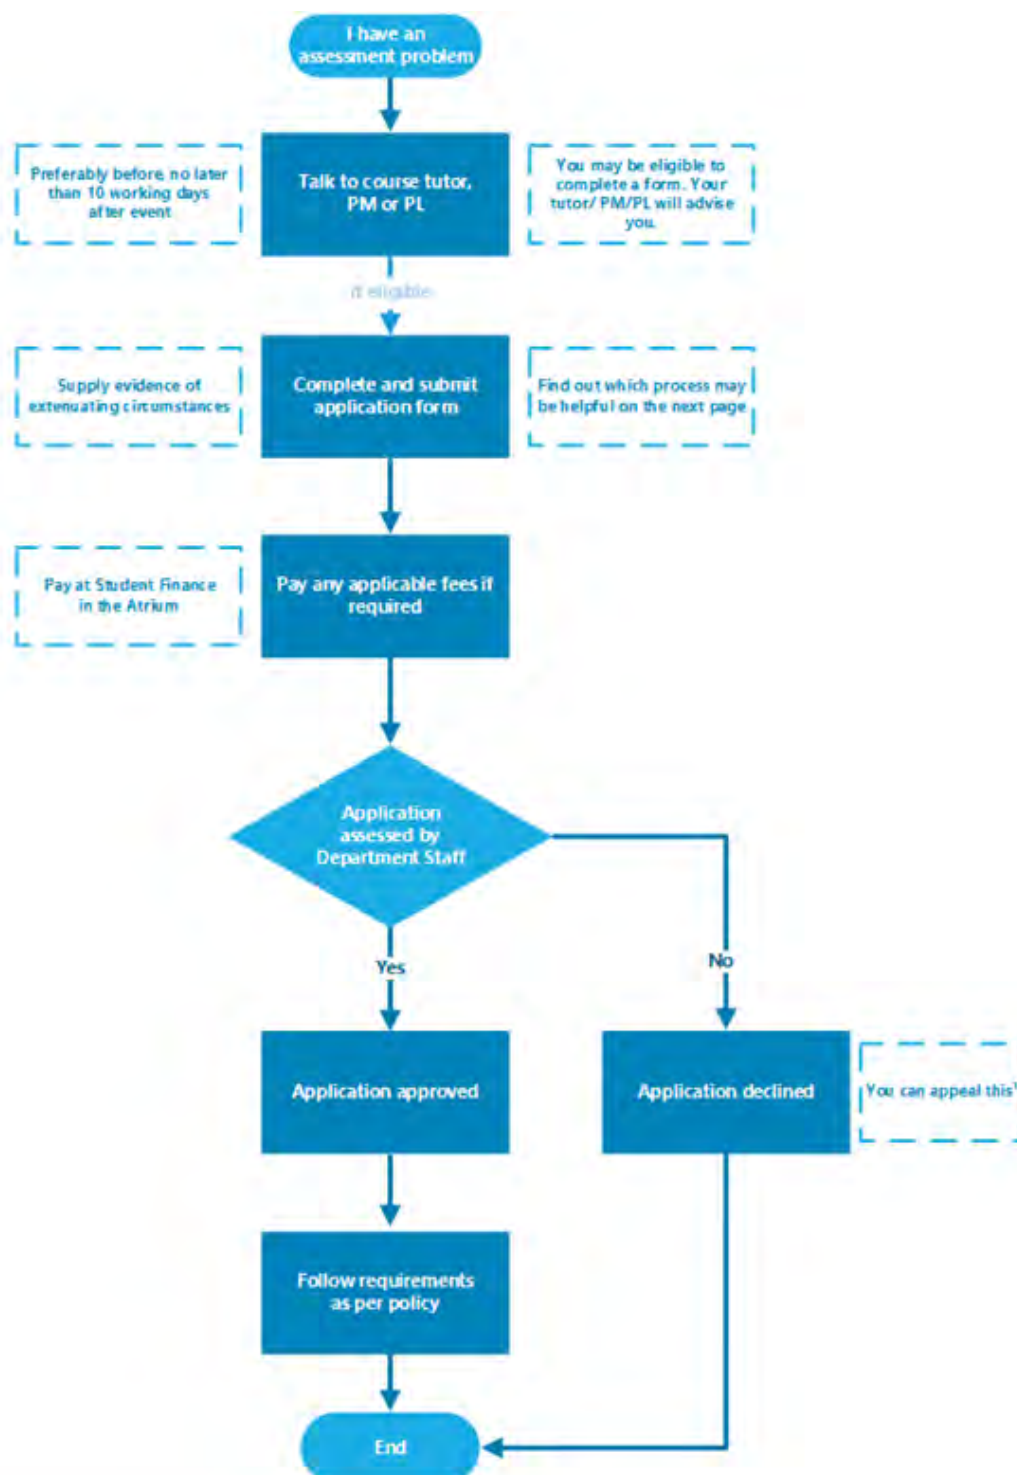 I have an
assessment problem
Preferably before, no later
than 10 working days
after event
Talk to course tutor,
PM or PL
You may be eligible to
complete a form. Your
tutor/ PM/PL will advise
you.
If eligible
Supply evidence of
extenuating circumstances
Complete and submit
application form
Find out which process may
be helpful on the next page
Pay at Student Finance
in the Atrium
Pay any applicable fees if
required
Application
assessed by
Department Staff
Yes
No
Application approved
Application declined
You can appeal this¹
Follow requirements
as per policy
End